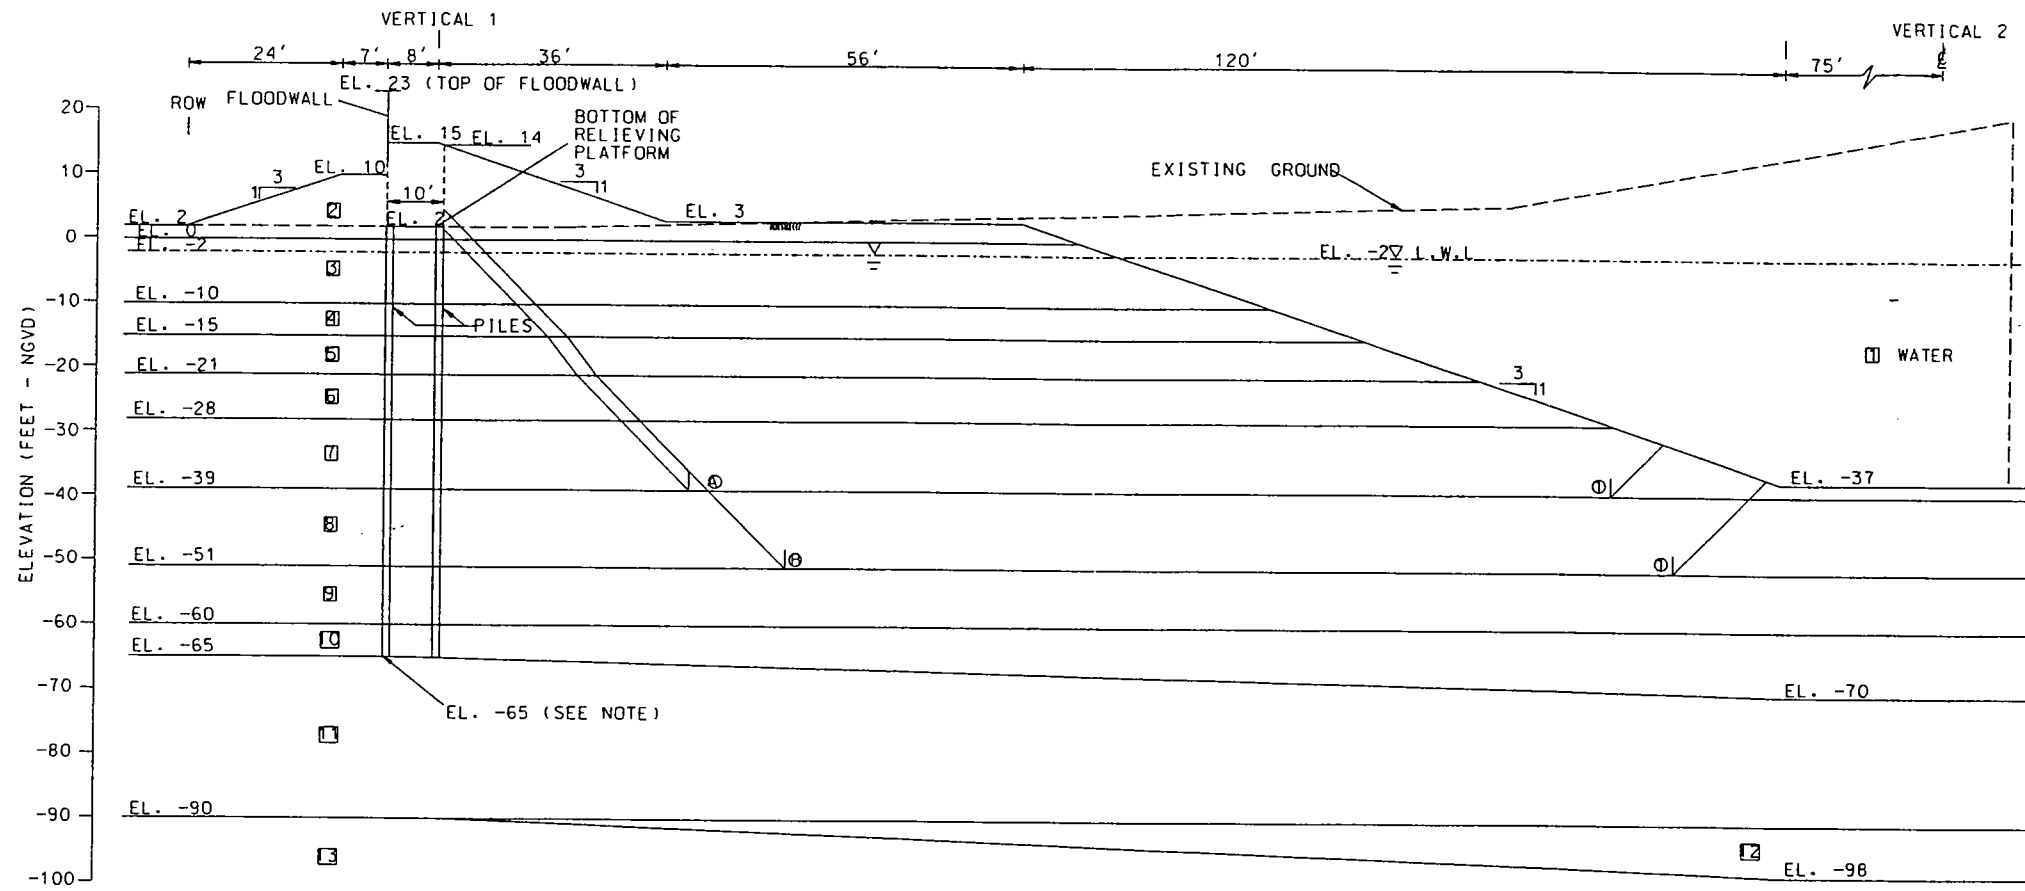 VERTICAL 1
VERTICAL 2
24' 7' 8' 36' 56' 120' 75'
EL. 23 (TOP OF FLOODWALL)
ROW FLOODWALL
BOTTOM OF
RELIEVING
PLATFORM
EL. 15 EL. 14
EL. 10
3
1
3
1
10'
EXISTING GROUND
EL. 2
EL. 2
EL. 3
EL. 0
EL. -2
EL. -2 L.W.L
2
3
EL. -10
4
PILES
EL. -15
5
1 WATER
EL. -21
3
1
6
EL. -28
7
EL. -39
A
1
EL. -37
8
EL. -51
B
1
9
EL. -60
10
EL. -65
EL. -70
EL. -65 (SEE NOTE)
11
EL. -90
13
12
EL. -98
ELEVATION (FEET - NGVD)
20
10
0
-10
-20
-30
-40
-50
-60
-70
-80
-90
-100